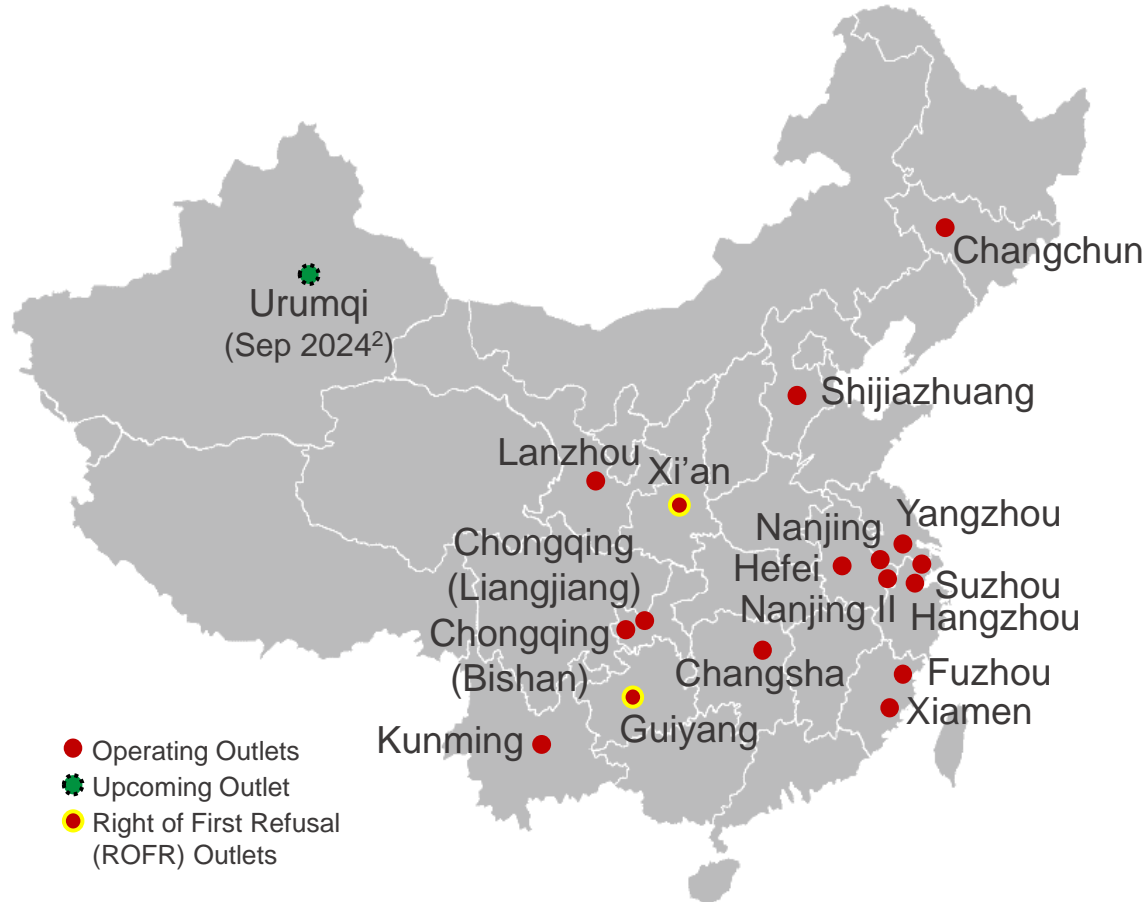 Changchun
Urumqi
(Sep 2024²)
Shijiazhuang
Lanzhou
Xi’an
Yangzhou
Nanjing
Chongqing
(Liangjiang)
Hefei
Suzhou
Nanjing II
Hangzhou
Chongqing
(Bishan)
Changsha
Fuzhou
Xiamen
Guiyang
Kunming
Operating Outlets
Upcoming Outlet
Right of First Refusal
(ROFR) Outlets